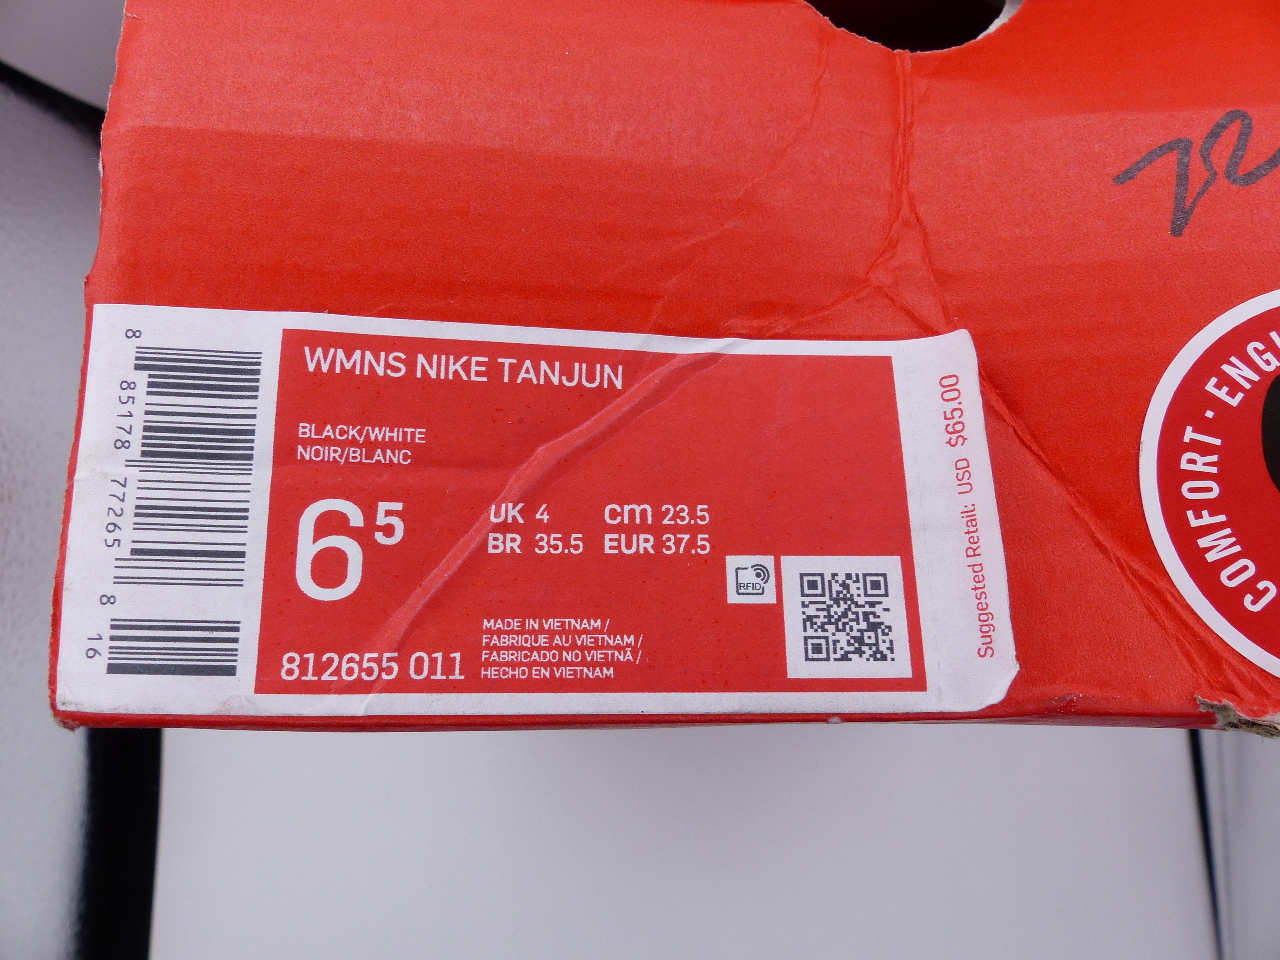 WMNS NIKE TANJUN
BLACK/WHITE
NOIR/BLANC
6⁵
UK 4 cm 23.5
BR 35.5 EUR 37.5
RFID
MADE IN VIETNAM /
FABRIQUE AU VIETNAM /
FABRICADO NO VIETNÃ /
HECHO EN VIETNAM
812655 011
8 85178 77265 8 16
Suggested Retail: USD $65.00
COMFORT ·